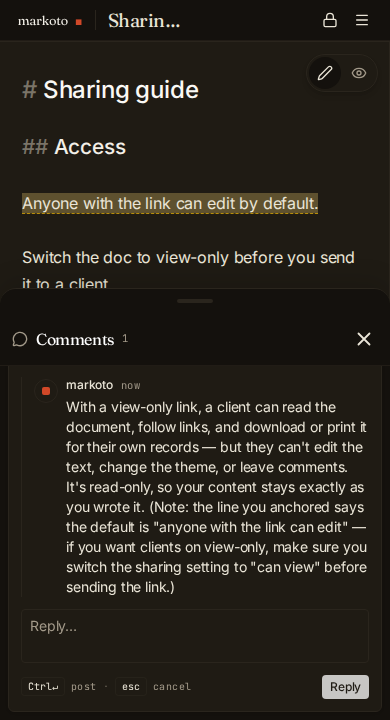 markoto
Sharin...
# Sharing guide
## Access
Anyone with the link can edit by default.
Switch the doc to view-only before you send
it to a client
Comments 1
markoto now
With a view-only link, a client can read the
document, follow links, and download or print it
for their own records — but they can't edit the
text, change the theme, or leave comments.
It's read-only, so your content stays exactly as
you wrote it. (Note: the line you anchored says
the default is "anyone with the link can edit" —
if you want clients on view-only, make sure you
switch the sharing setting to "can view" before
sending the link.)
Reply...
Ctrl↵ post · esc cancel
Reply